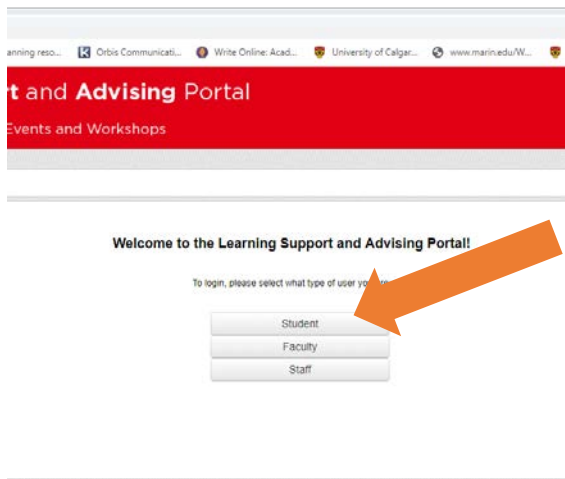 anning reso... Orbis Communicati... Write Online: Acad... University of Calgar... www.marin.edu/W...
t and Advising Portal
Events and Workshops
Welcome to the Learning Support and Advising Portal!
To login, please select what type of user you are
Student
Faculty
Staff